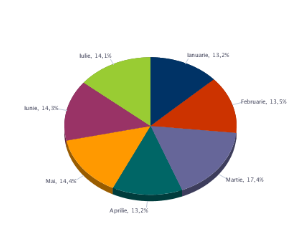 Ianuarie, 13,2%
Februarie, 13,5%
Martie, 17,4%
Aprilie, 13,2%
Mai, 14,4%
Iunie, 14,3%
Iulie, 14,1%